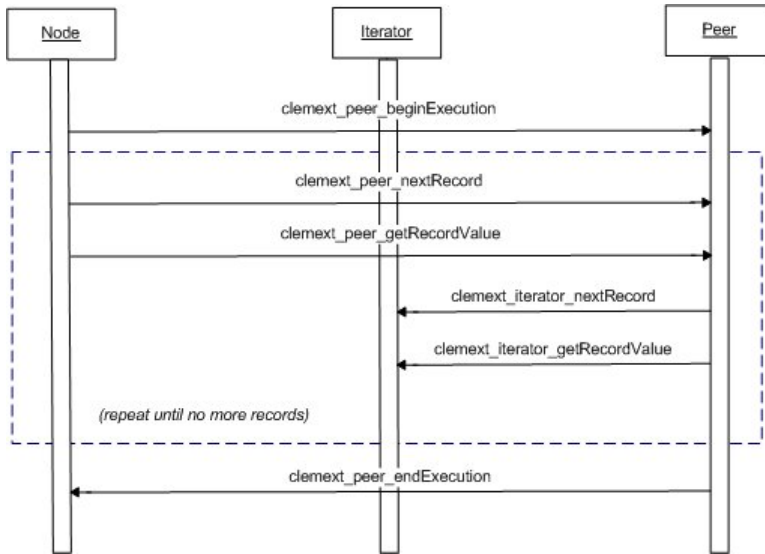 Node
Iterator
Peer
clemext_peer_beginExecution
clemext_peer_nextRecord
clemext_peer_getRecordValue
clemext_iterator_nextRecord
clemext_iterator_getRecordValue
(repeat until no more records)
clemext_peer_endExecution